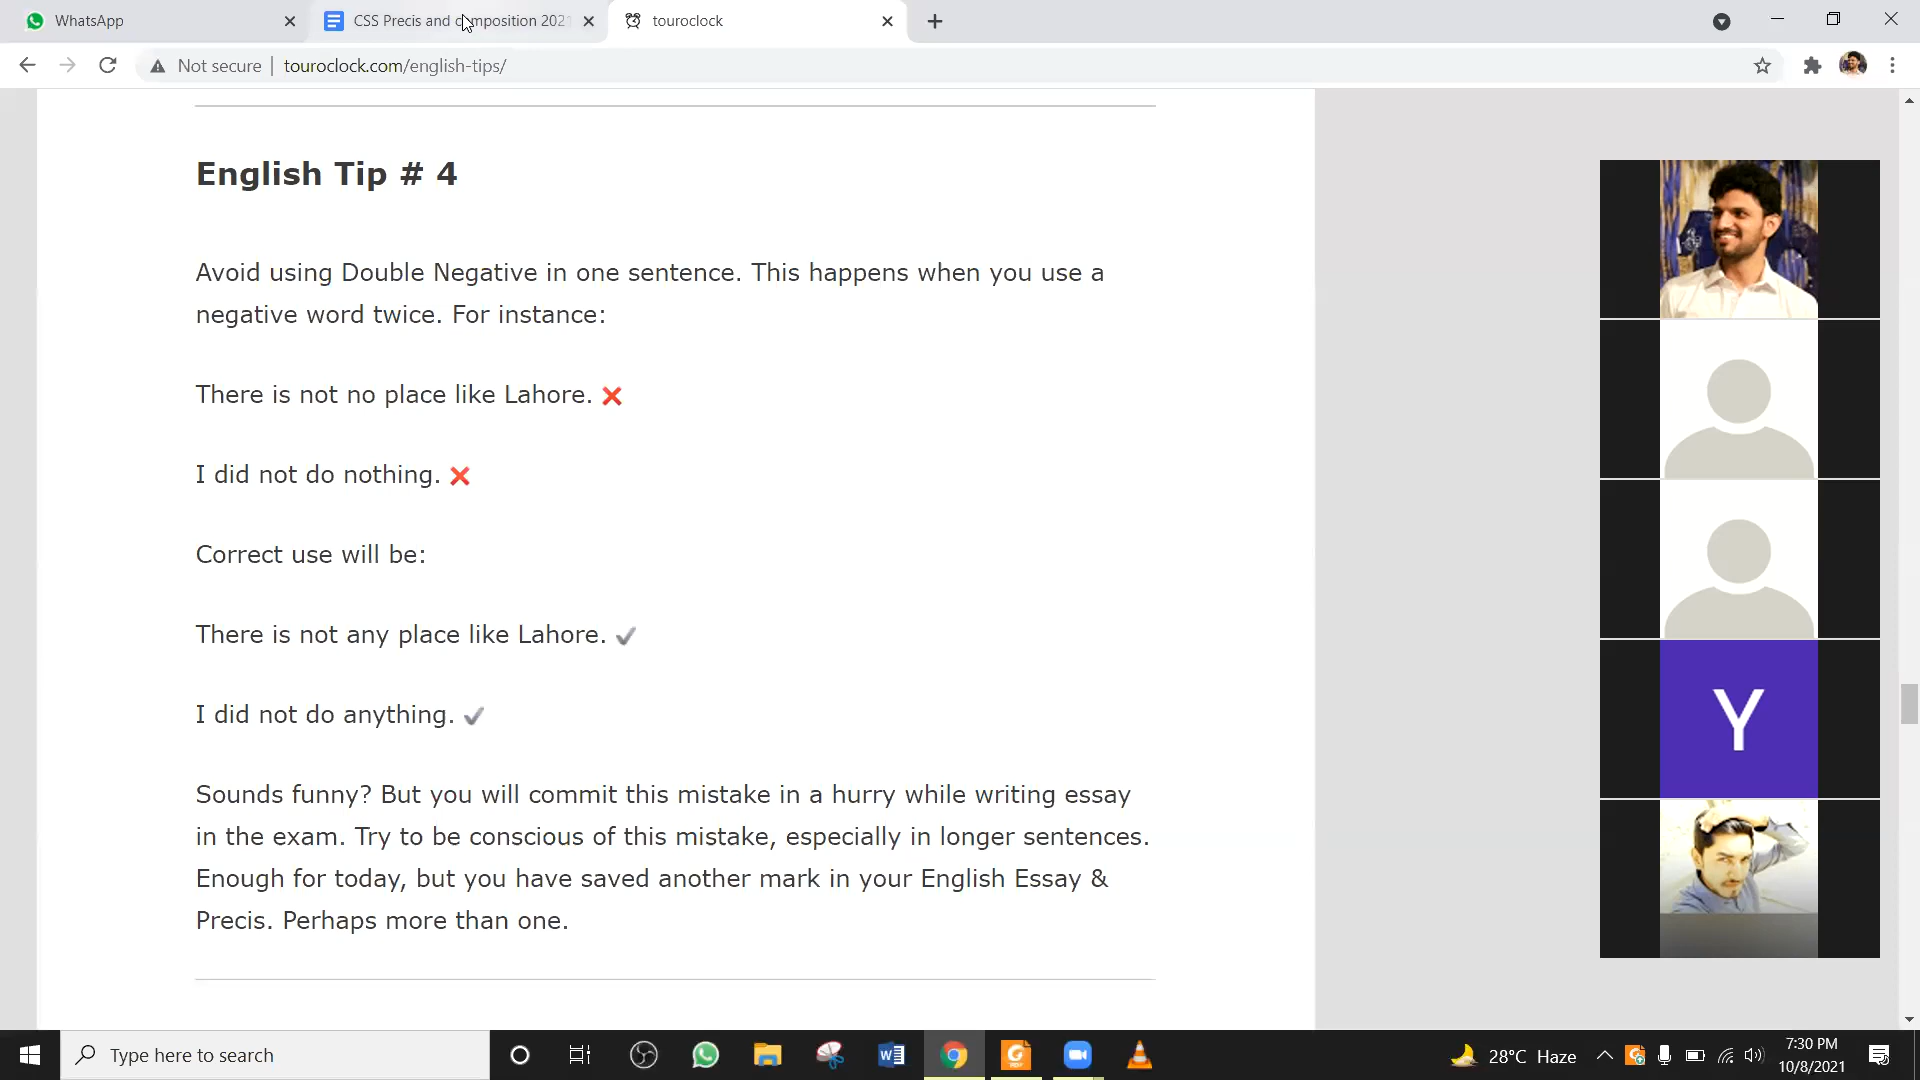 WhatsApp
CSS Precis and composition 2021
touroclock
Not secure
touroclock.com/english-tips/
English Tip # 4
Avoid using Double Negative in one sentence. This happens when you use a
negative word twice. For instance:
There is not no place like Lahore. ❌
I did not do nothing. ❌
Correct use will be:
There is not any place like Lahore. ✔
I did not do anything. ✔
Sounds funny? But you will commit this mistake in a hurry while writing essay
in the exam. Try to be conscious of this mistake, especially in longer sentences.
Enough for today, but you have saved another mark in your English Essay &
Precis. Perhaps more than one.
Y
Type here to search
28°C Haze
7:30 PM
10/8/2021